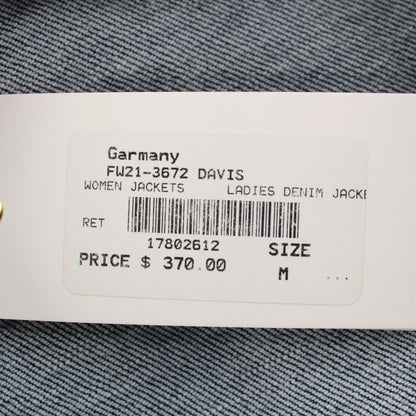 Garmany
FW21-3672 DAVIS
WOMEN JACKETS LADIES DENIM JACKE
RET
17802612
SIZE
PRICE $ 370.00
M ...